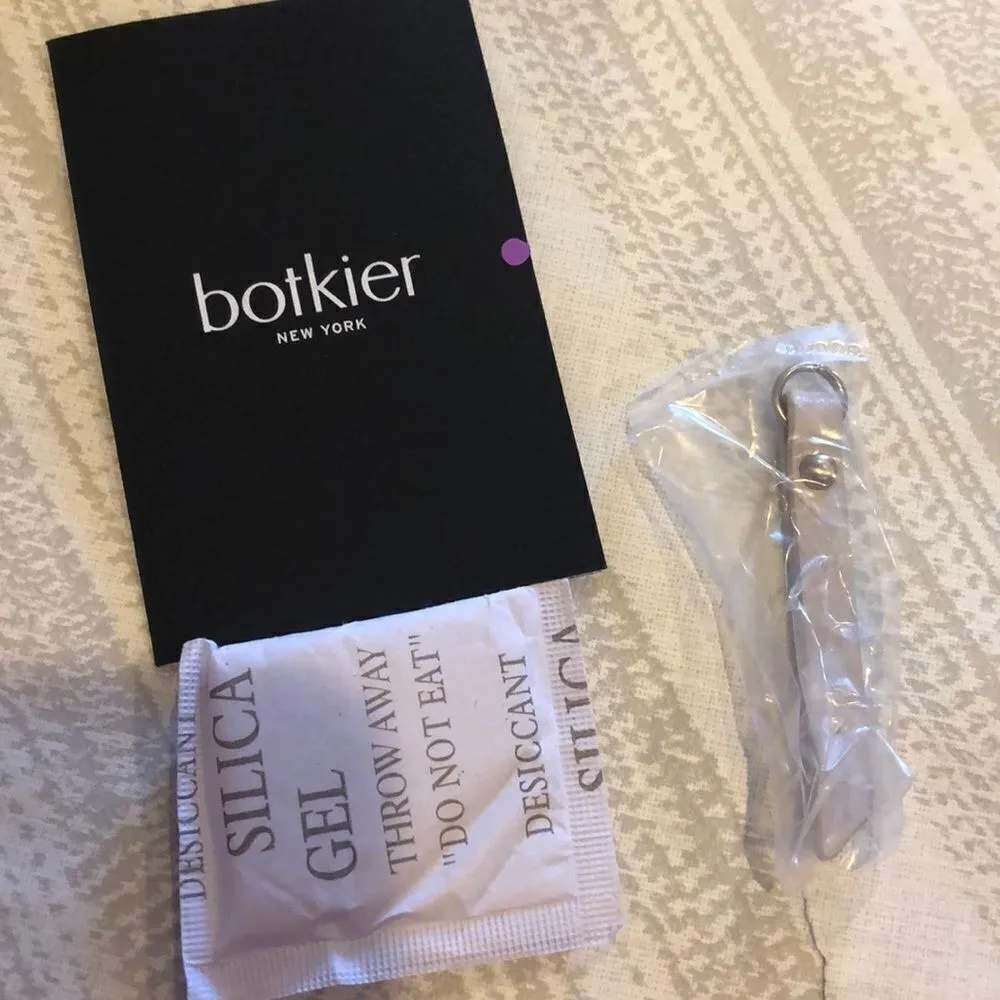 botkier
NEW YORK
DESICCANT
SILICA
GEL
THROW AWAY
"DO NOT EAT"
DESICCANT
SILICA